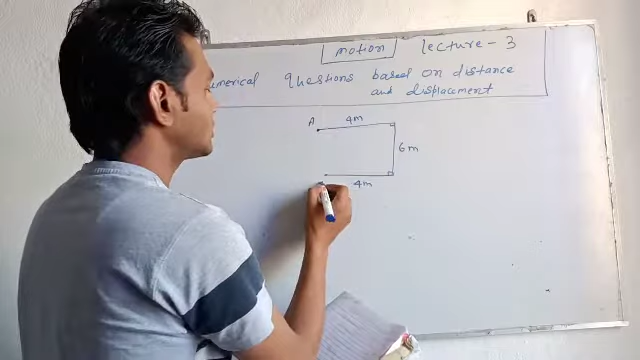 motion lecture - 3
umerical Questions based on distance
and displacement
A 4m
6m
4m